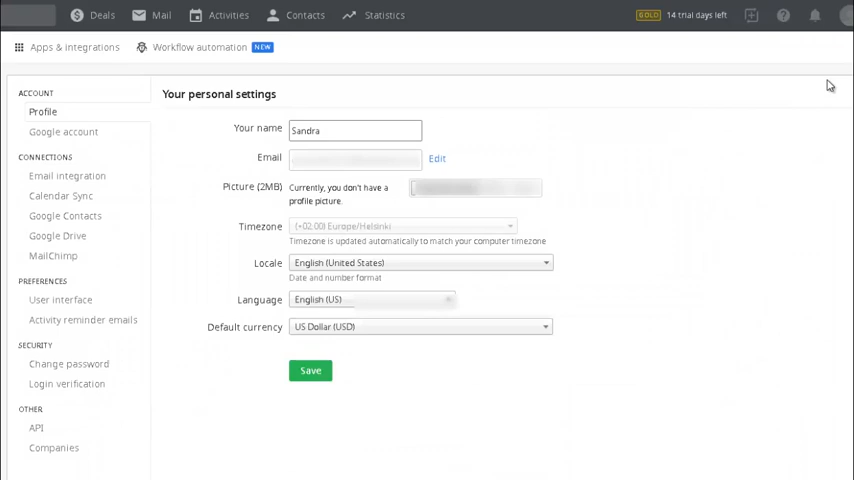 Deals
Mail
Activities
Contacts
Statistics
GOLD
14 trial days left
Apps & integrations
Workflow automation
NEW
ACCOUNT
Profile
Google account
CONNECTIONS
Email integration
Calendar Sync
Google Contacts
Google Drive
MailChimp
PREFERENCES
User interface
Activity reminder emails
SECURITY
Change password
Login verification
OTHER
API
Companies
Your personal settings
Your name
Sandra
Email
Edit
Picture (2MB)
Currently, you don't have a
profile picture.
Timezone
(+02:00) Europe/Helsinki
Timezone is updated automatically to match your computer timezone
Locale
English (United States)
Date and number format
Language
English (US)
Default currency
US Dollar (USD)
Save